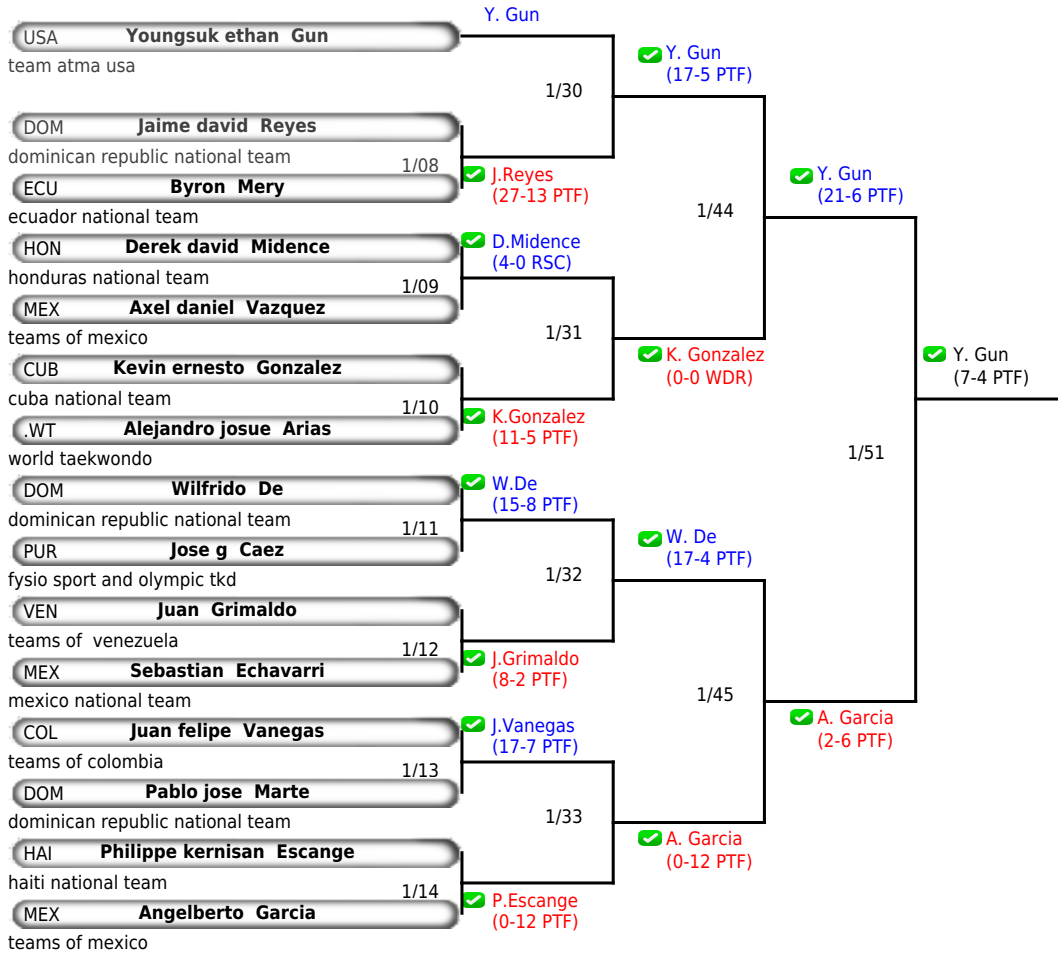 Y. Gun
USA Youngsuk ethan Gun
team atma usa
Y. Gun
(17-5 PTF)
1/30
DOM Jaime david Reyes
dominican republic national team
1/08
J.Reyes
(27-13 PTF)
ECU Byron Mery
ecuador national team
Y. Gun
(21-6 PTF)
1/44
HON Derek david Midence
honduras national team
D.Midence
(4-0 RSC)
1/09
MEX Axel daniel Vazquez
teams of mexico
1/31
K. Gonzalez
(0-0 WDR)
CUB Kevin ernesto Gonzalez
cuba national team
1/10
K.Gonzalez
(11-5 PTF)
.WT Alejandro josue Arias
world taekwondo
Y. Gun
(7-4 PTF)
1/51
DOM Wilfrido De
dominican republic national team
W.De
(15-8 PTF)
1/11
PUR Jose g Caez
fysio sport and olympic tkd
W. De
(17-4 PTF)
1/32
VEN Juan Grimaldo
teams of  venezuela
1/12
J.Grimaldo
(8-2 PTF)
MEX Sebastian Echavarri
mexico national team
1/45
A. Garcia
(2-6 PTF)
COL Juan felipe Vanegas
teams of colombia
J.Vanegas
(17-7 PTF)
1/13
DOM Pablo jose Marte
dominican republic national team
1/33
A. Garcia
(0-12 PTF)
HAI Philippe kernisan Escange
haiti national team
1/14
P.Escange
(0-12 PTF)
MEX Angelberto Garcia
teams of mexico